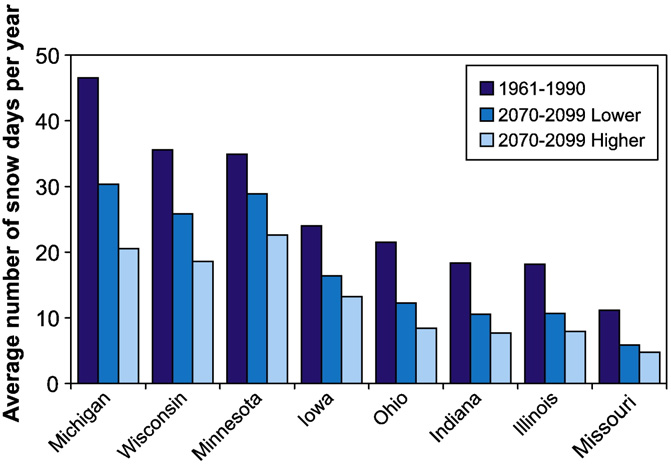 Average number of snow days per year
50
40
30
20
10
0
1961-1990
2070-2099 Lower
2070-2099 Higher
Michigan
Wisconsin
Minnesota
Iowa
Ohio
Indiana
Illinois
Missouri